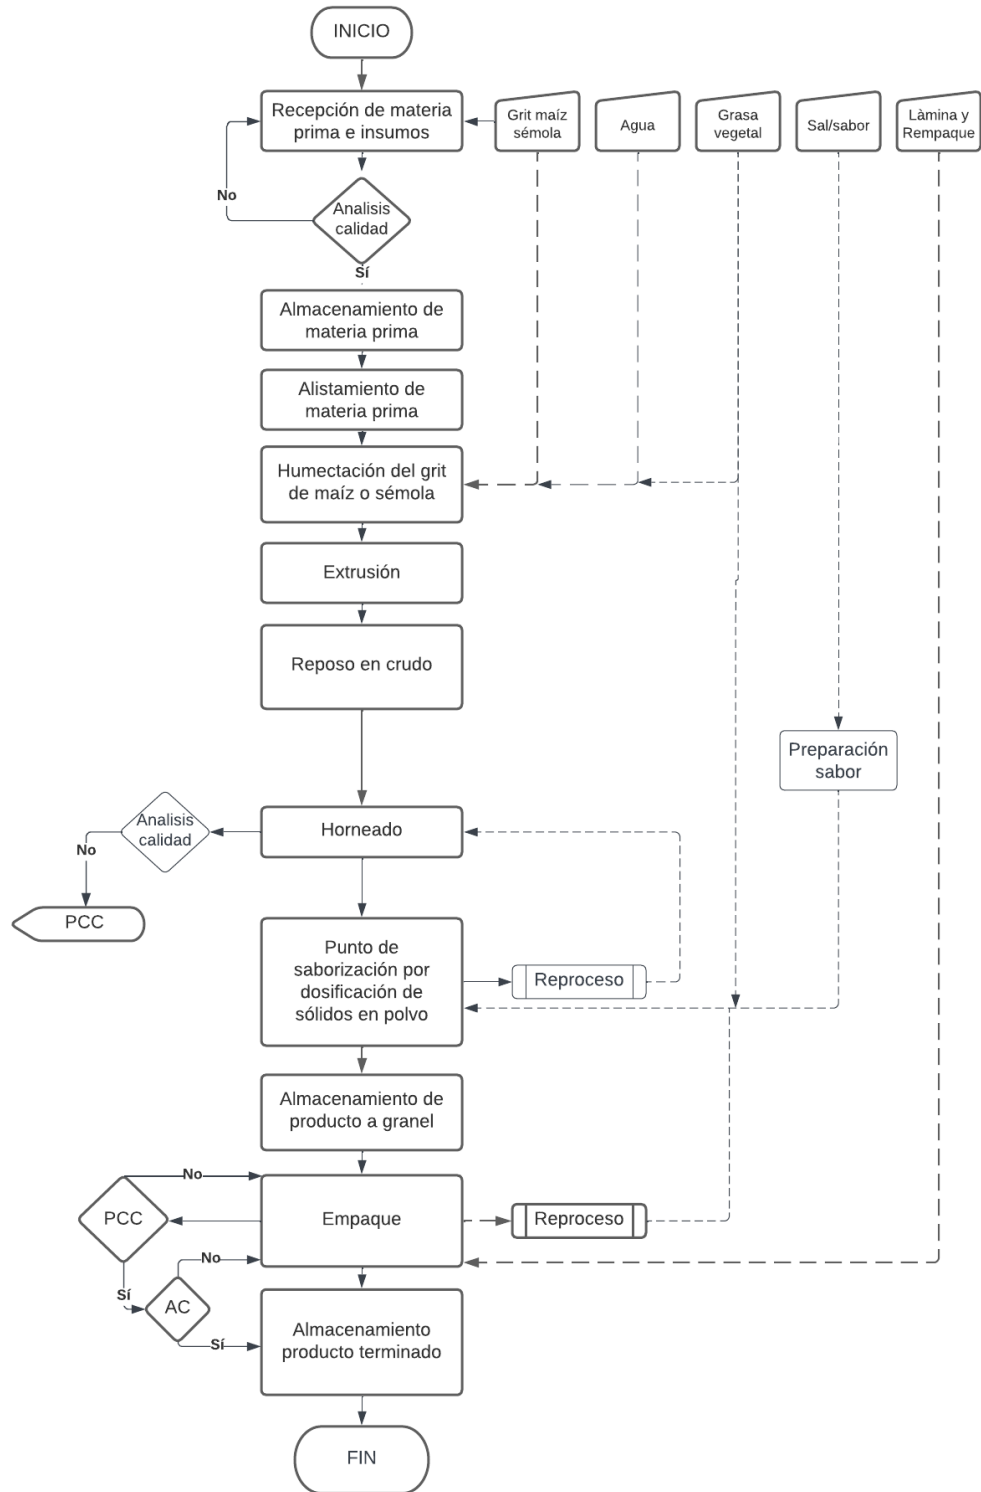 INICIO
Recepción de materia
prima e insumos
Grit maíz
sémola
Agua
Grasa
vegetal
Sal/sabor
Làmina y
Rempaque
No
Analisis
calidad
Sí
Almacenamiento de
materia prima
Alistamiento de
materia prima
Humectación del grit
de maíz o sémola
Extrusión
Reposo en crudo
Preparación
sabor
Horneado
Analisis
calidad
No
PCC
Punto de
saborización por
dosificación de
sólidos en polvo
Reproceso
Almacenamiento de
producto a granel
No
PCC
Empaque
Reproceso
No
Sí
AC
Sí
Almacenamiento
producto terminado
FIN